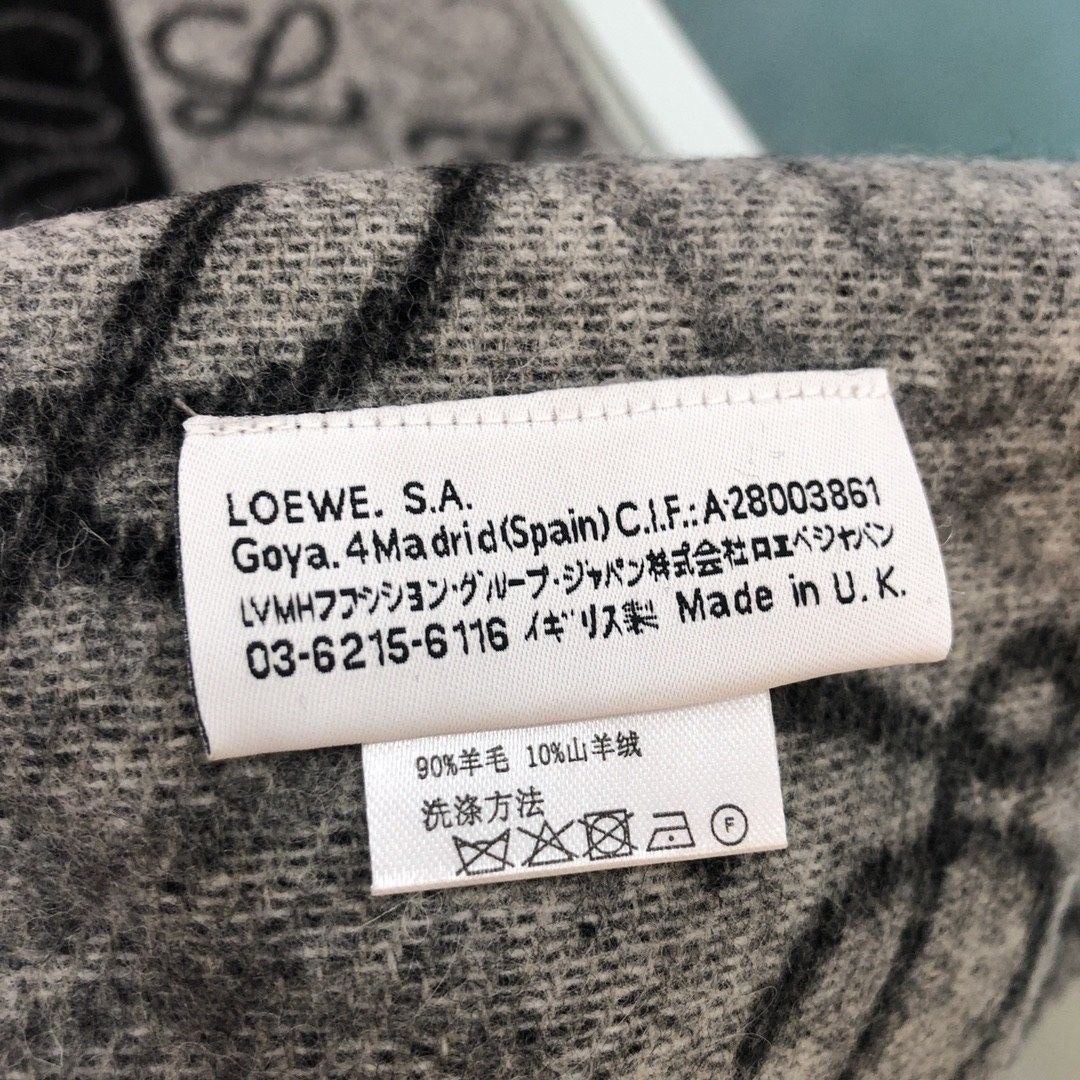 LOEWE. S.A.
Goya. 4 Madrid (Spain) C.I.F.: A-28003861
LVMHファッション・グループ・ジャパン株式会社ロエベジャパン
03-6215-6116 イギリス製 Made in U.K.
90%羊毛 10%山羊绒
洗涤方法
F